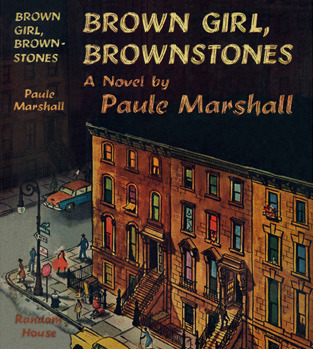 BROWN
GIRL,
BROWN-
STONES
Paule
Marshall
Random
House
BROWN GIRL,
BROWNSTONES
A Novel by
Paule Marshall